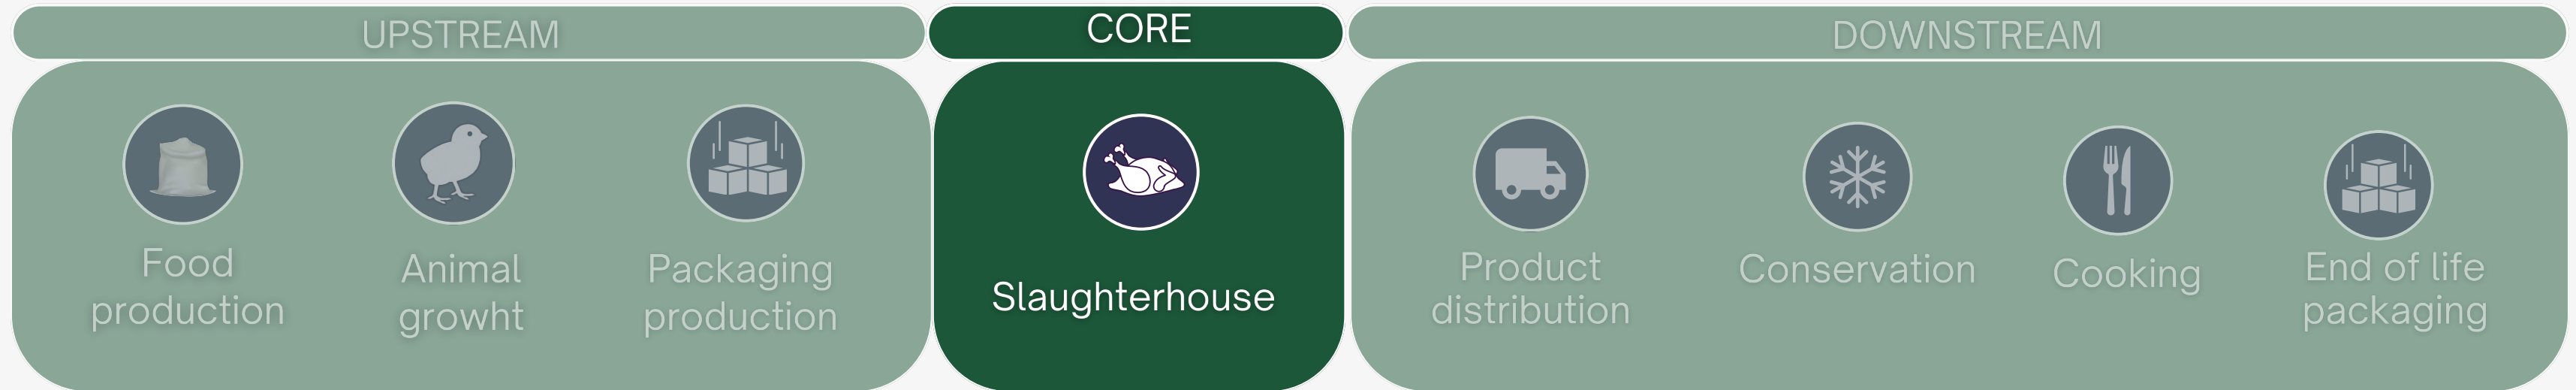 UPSTREAM
CORE
DOWNSTREAM
Food
production
Animal
growht
Packaging
production
Slaughterhouse
Product
distribution
Conservation
Cooking
End of life
packaging